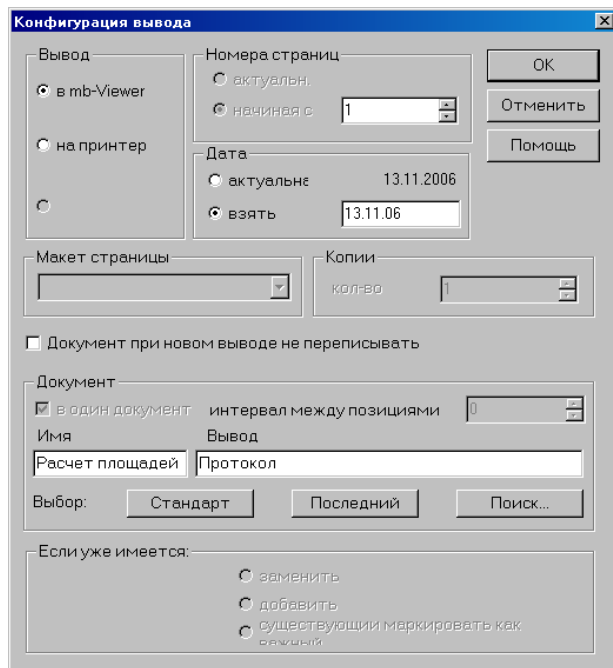 Конфигурация вывода
Вывод
в mb-Viewer
на принтер
Номера страниц
актуальн.
начиная с
1
Дата
актуальна
13.11.2006
взять
13.11.06
OK
Отменить
Помощь
Макет страницы
Копии
кол-во
1
Документ при новом выводе не переписывать
Документ
в один документ
интервал между позициями
0
Имя
Вывод
Расчет площадей
Протокол
Выбор:
Стандарт
Последний
Поиск...
Если уже имеется:
заменить
добавить
существующий маркировать как
важный